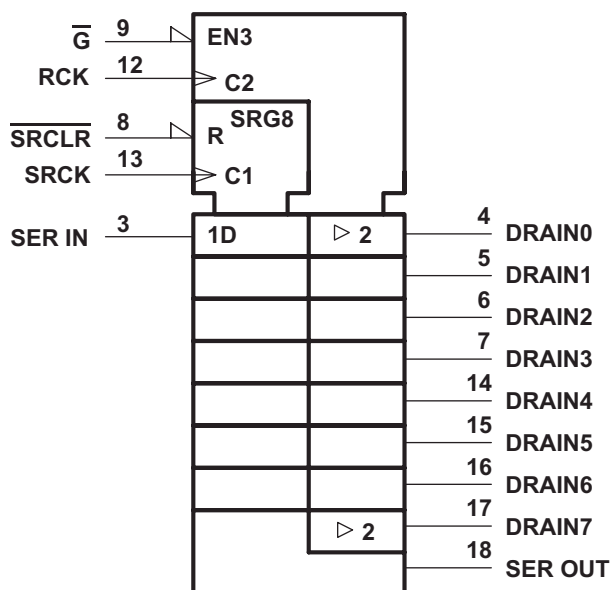 G̅ 9 EN3
RCK 12 C2
SRG8
S̅R̅C̅L̅R̅ 8 R
SRCK 13 C1
SER IN 3 1D 2 4 DRAIN0
5 DRAIN1
6 DRAIN2
7 DRAIN3
14 DRAIN4
15 DRAIN5
16 DRAIN6
2 17 DRAIN7
18 SER OUT